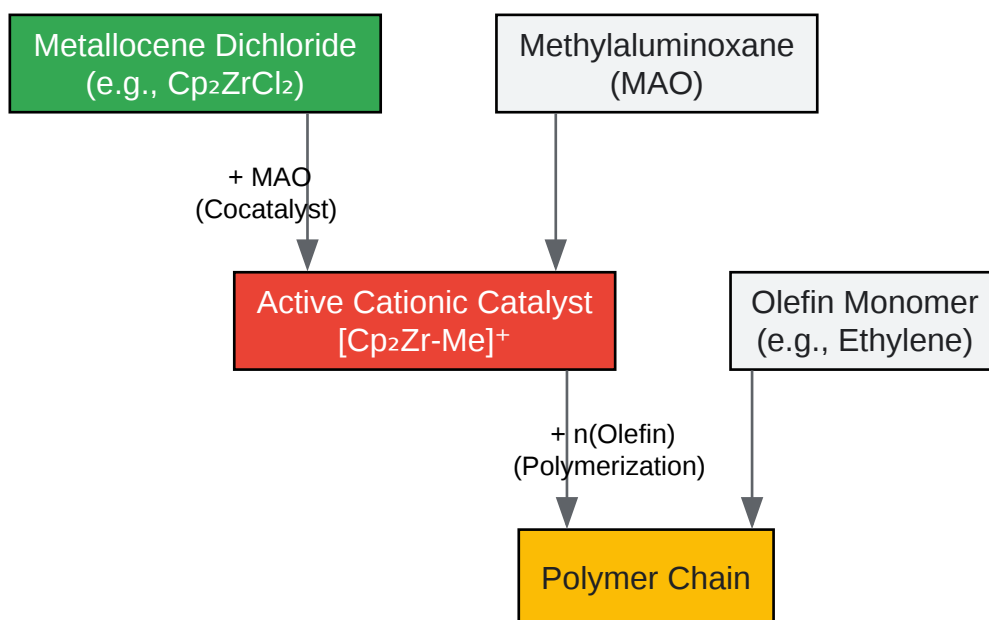 Metallocene Dichloride
(e.g., Cp₂ZrCl₂)
Methylaluminoxane
(MAO)
+ MAO
(Cocatalyst)
Active Cationic Catalyst
[Cp₂Zr-Me]⁺
Olefin Monomer
(e.g., Ethylene)
+ n(Olefin)
(Polymerization)
Polymer Chain